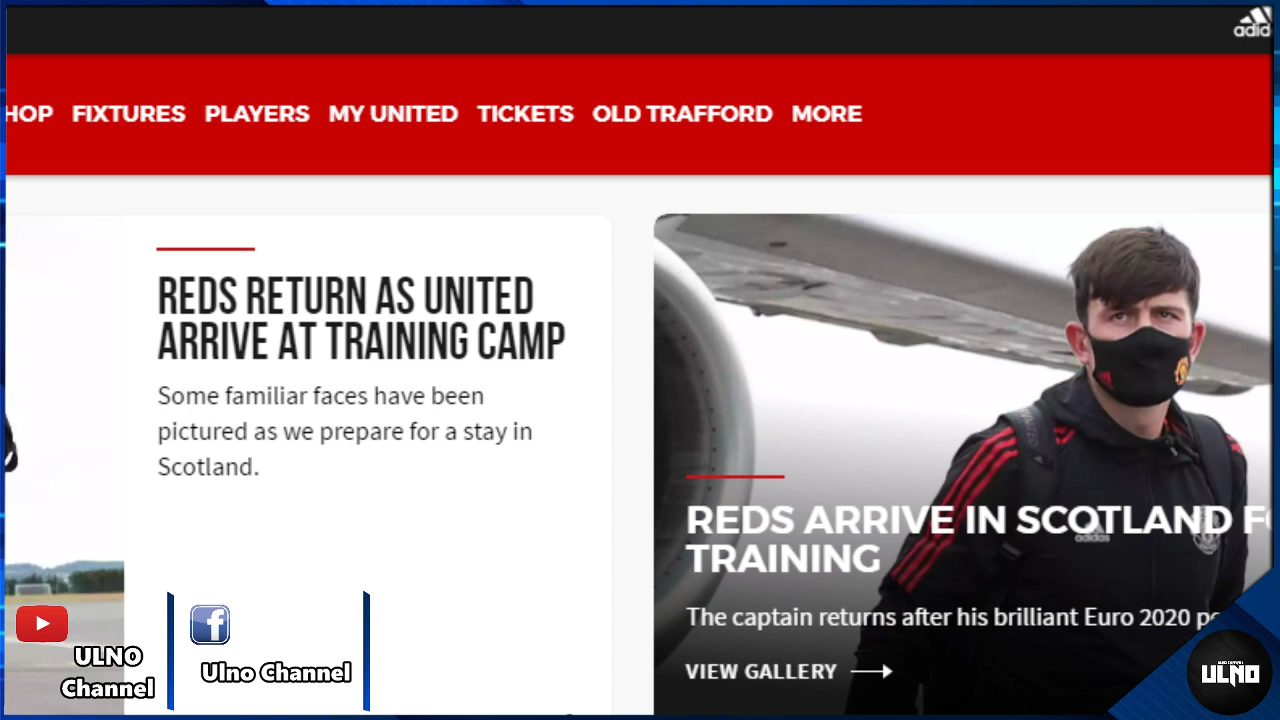 adid
HOP FIXTURES PLAYERS MY UNITED TICKETS OLD TRAFFORD MORE
REDS RETURN AS UNITED
ARRIVE AT TRAINING CAMP
Some familiar faces have been
pictured as we prepare for a stay in
Scotland.
adidas
REDS ARRIVE IN SCOTLAND F
TRAINING
The captain returns after his brilliant Euro 2020 pe
VIEW GALLERY
ULNO
Channel
Ulno Channel
ULNO